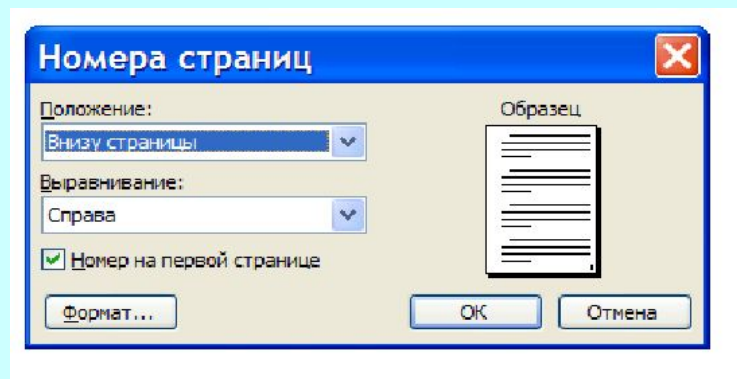 Номера страниц
Положение:
Образец
Внизу страницы
Выравнивание:
Справа
Номер на первой странице
Формат...
ОК
Отмена